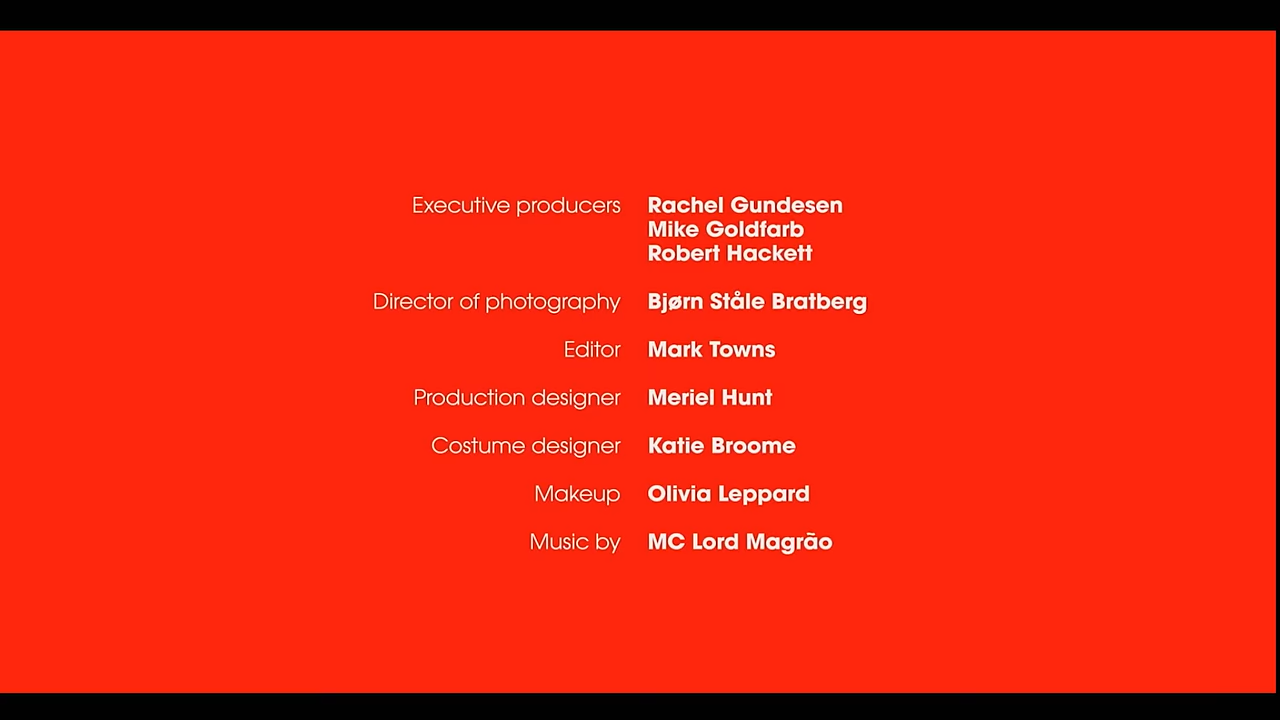 Executive producers Rachel Gundesen
Mike Goldfarb
Robert Hackett
Director of photography Bjørn Ståle Bratberg
Editor Mark Towns
Production designer Meriel Hunt
Costume designer Katie Broome
Makeup Olivia Leppard
Music by MC Lord Magrão